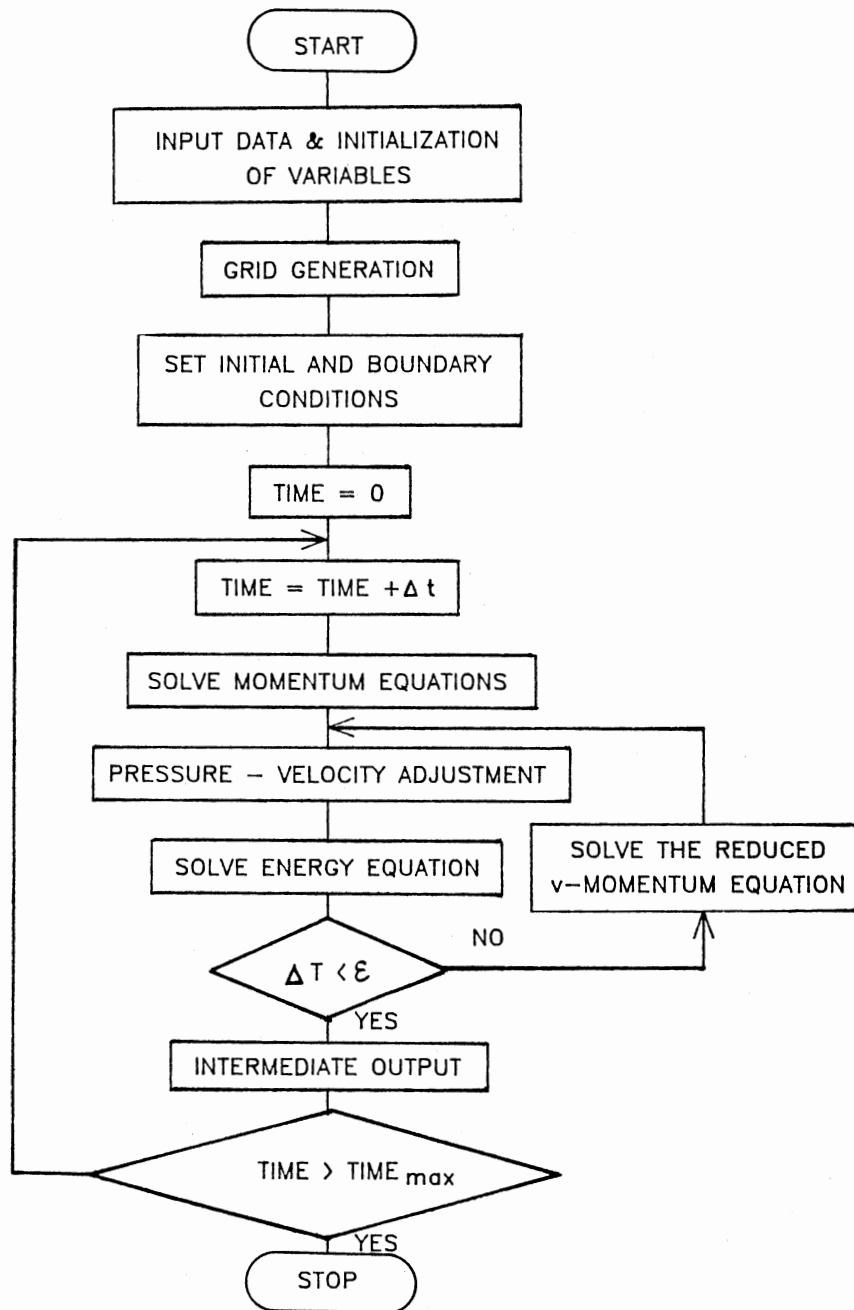 START
INPUT DATA & INITIALIZATION
OF VARIABLES
GRID GENERATION
SET INITIAL AND BOUNDARY
CONDITIONS
TIME = 0
TIME = TIME +Δ t
SOLVE MOMENTUM EQUATIONS
PRESSURE – VELOCITY ADJUSTMENT
SOLVE ENERGY EQUATION
SOLVE THE REDUCED
v–MOMENTUM EQUATION
NO
Δ T < ε
YES
INTERMEDIATE OUTPUT
TIME > TIME max
YES
STOP